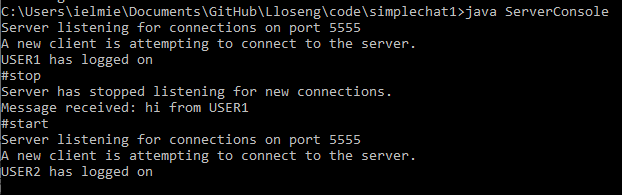 C:\Users\ielmie\Documents\GitHub\Lloseng\code\simplechat1>java ServerConsole
Server listening for connections on port 5555
A new client is attempting to connect to the server.
USER1 has logged on
#stop
Server has stopped listening for new connections.
Message received: hi from USER1
#start
Server listening for connections on port 5555
A new client is attempting to connect to the server.
USER2 has logged on